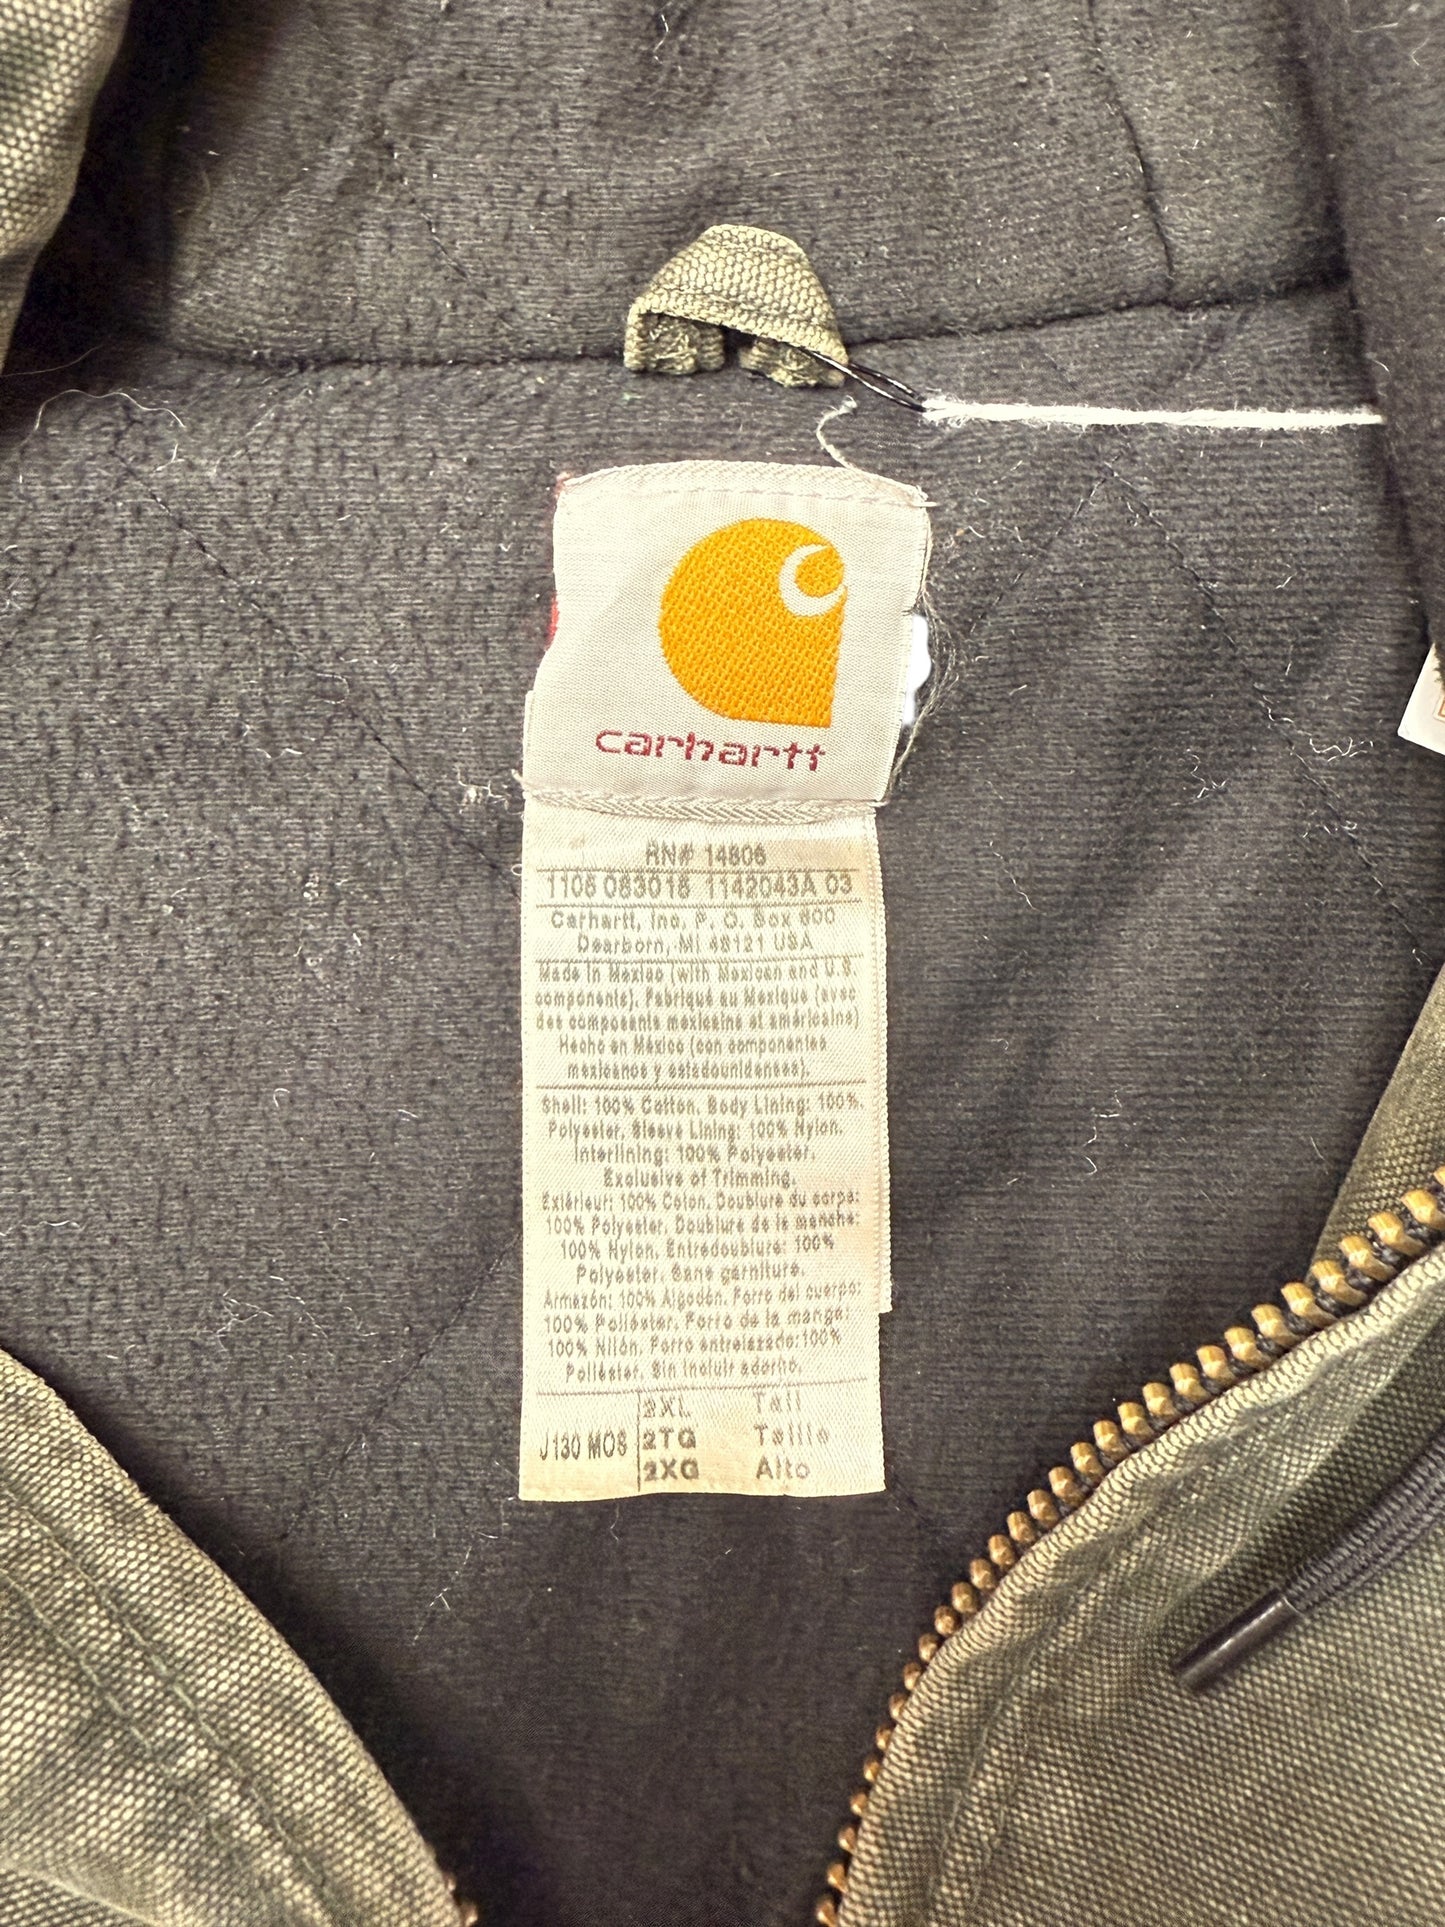 carhartt
RN# 14806
1108 083018 1142043A 03
Carhartt, Inc, P. O. Box 600
Dearborn, MI 48121 USA
Made in Mexico (with Mexican and U.S.
components). Fabriqué au Mexique (avec
des composants mexicains et américains)
Hecho en México (con componentes
mexicanos y estadounidenses).
Shell: 100% Cotton. Body Lining: 100%.
Polyester. Sleeve Lining: 100% Nylon.
Interlining: 100% Polyester.
Exclusive of Trimming.
Extérieur: 100% Coton. Doublure du corps:
100% Polyester. Doublure de la manche:
100% Nylon. Entredoublure: 100%
Polyester. Sans garniture.
Armazón: 100% Algodón. Forro del cuerpo:
100% Poliéster. Forro de la manga:
100% Nilón. Forro entrelazado:100%
Poliéster. Sin incluir adorno.
2XL Tall
J130 MOS 2TG Taille
2XG Alto